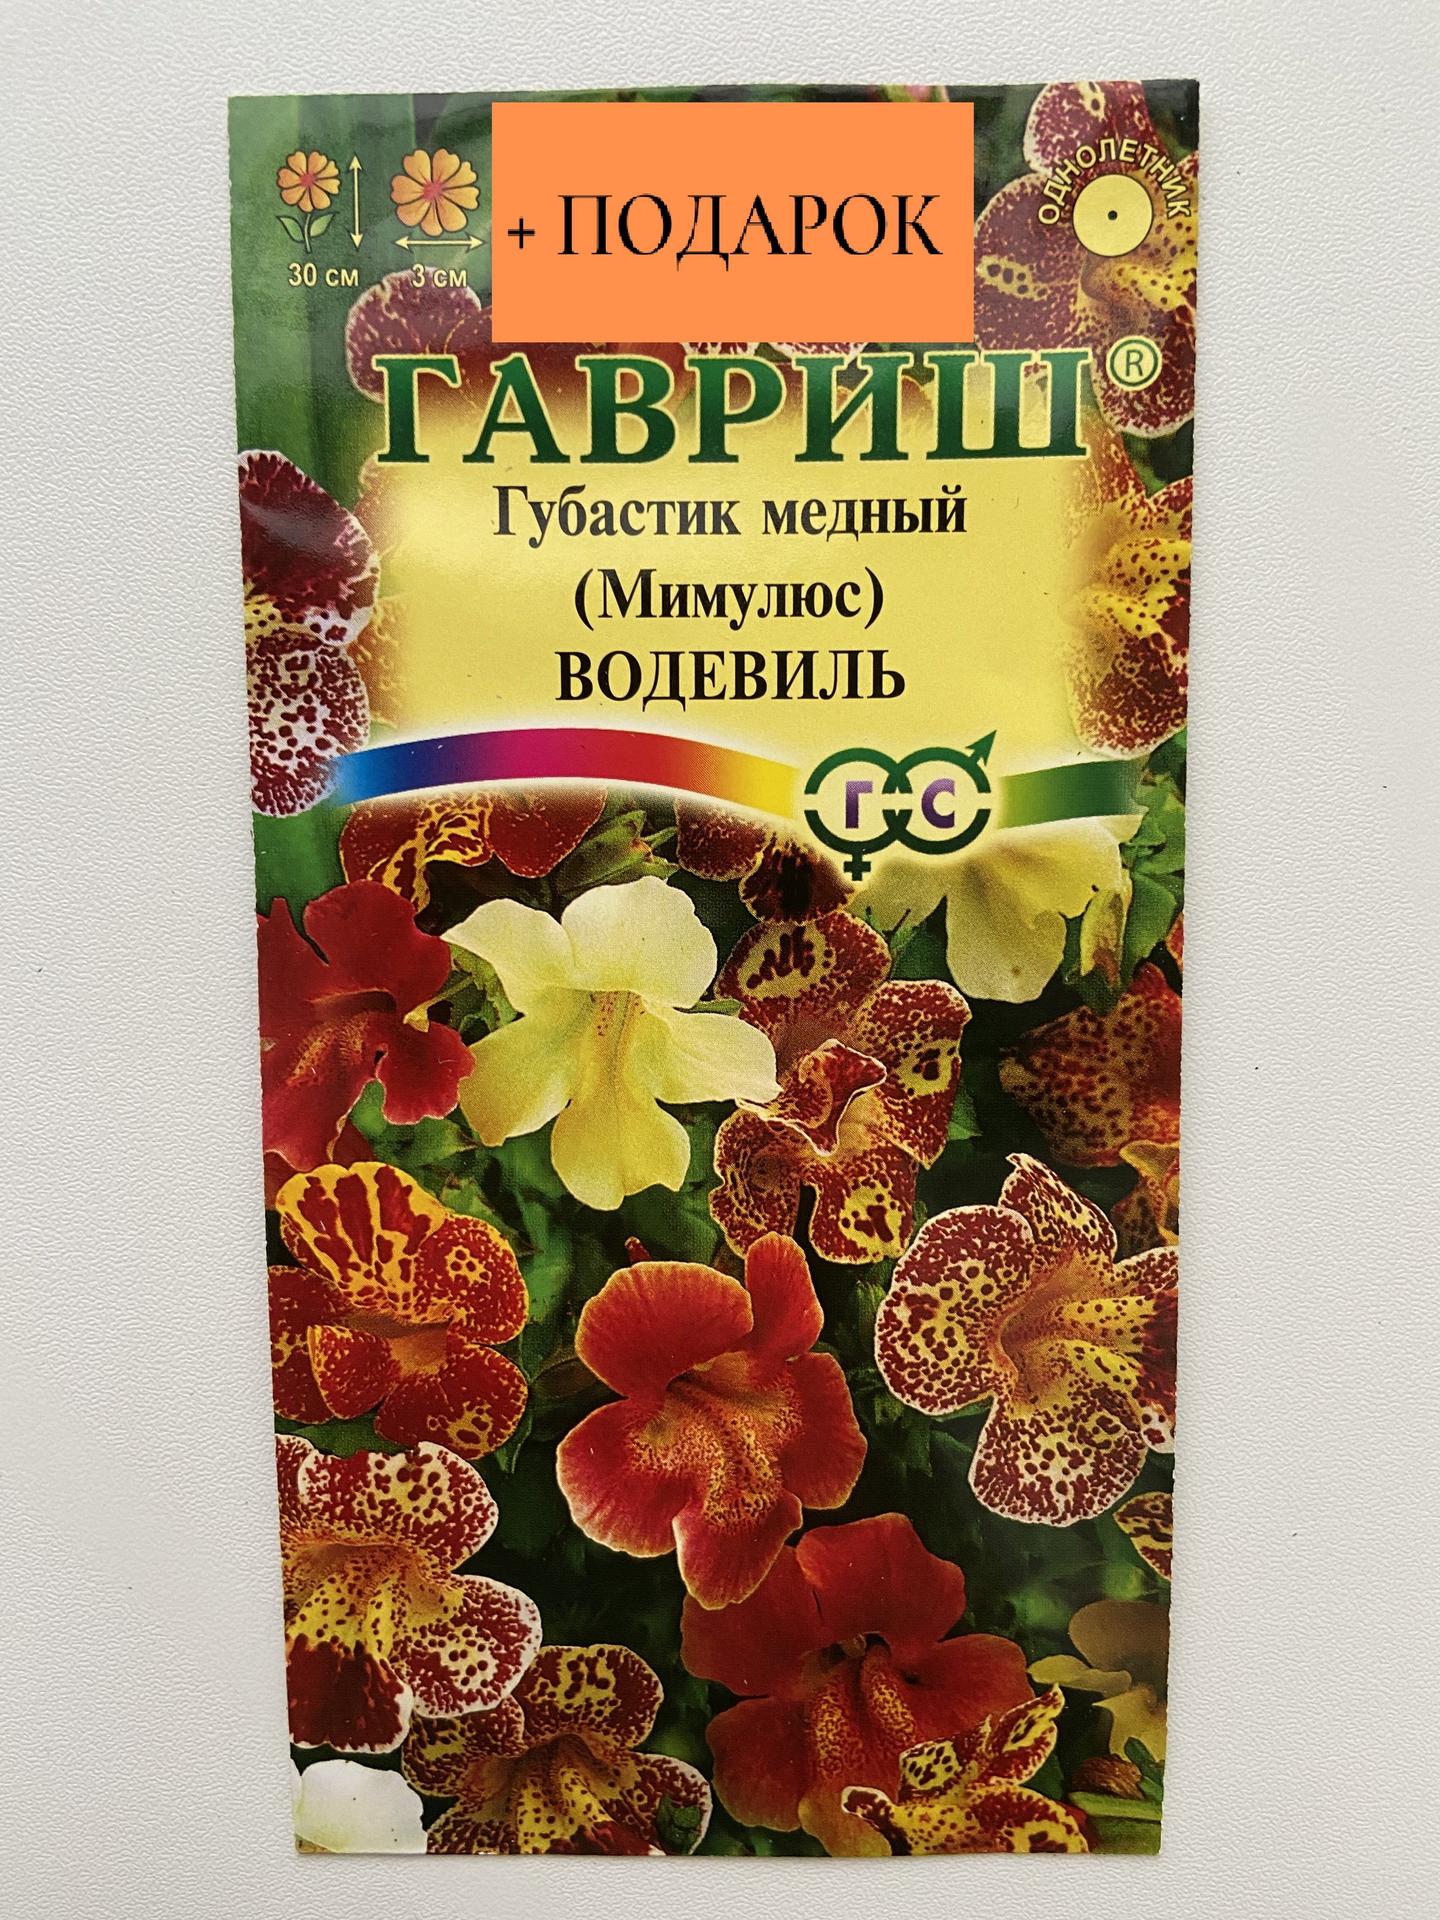 + ПОДАРОК
ОДНОЛЕТНИК
30 см
3 см
ГАВРИШ®
Губастик медный
(Мимулюс)
ВОДЕВИЛЬ
Г С